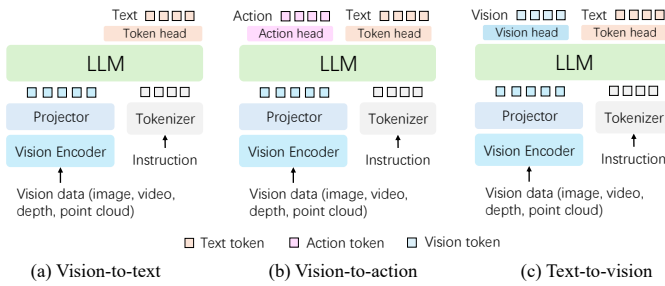 Text
Token head
LLM
Projector
Tokenizer
Vision Encoder
Instruction
Vision data (image, video,
depth, point cloud)
Action
Text
Action head
Token head
LLM
Projector
Tokenizer
Vision Encoder
Instruction
Vision data (image, video,
depth, point cloud)
Vision
Text
Vision head
Token head
LLM
Projector
Tokenizer
Vision Encoder
Instruction
Vision data (image, video,
depth, point cloud)
Text token
Action token
Vision token
(a) Vision-to-text
(b) Vision-to-action
(c) Text-to-vision